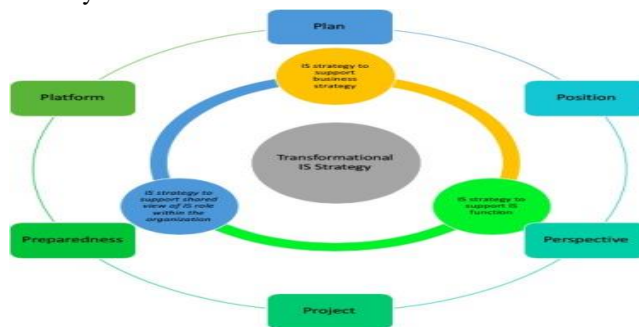 Plan
IS strategy to
support
business
strategy
Platform
Position
Transformational
IS Strategy
IS strategy to
support shared
view of IS role
within the
organization
IS strategy to
support IS
function
Preparedness
Perspective
Project